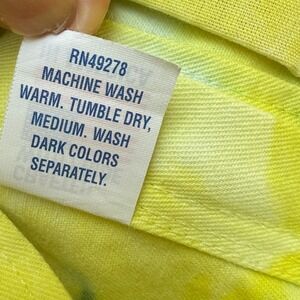 RN49278
MACHINE WASH
WARM. TUMBLE DRY,
MEDIUM. WASH
DARK COLORS
SEPARATELY.